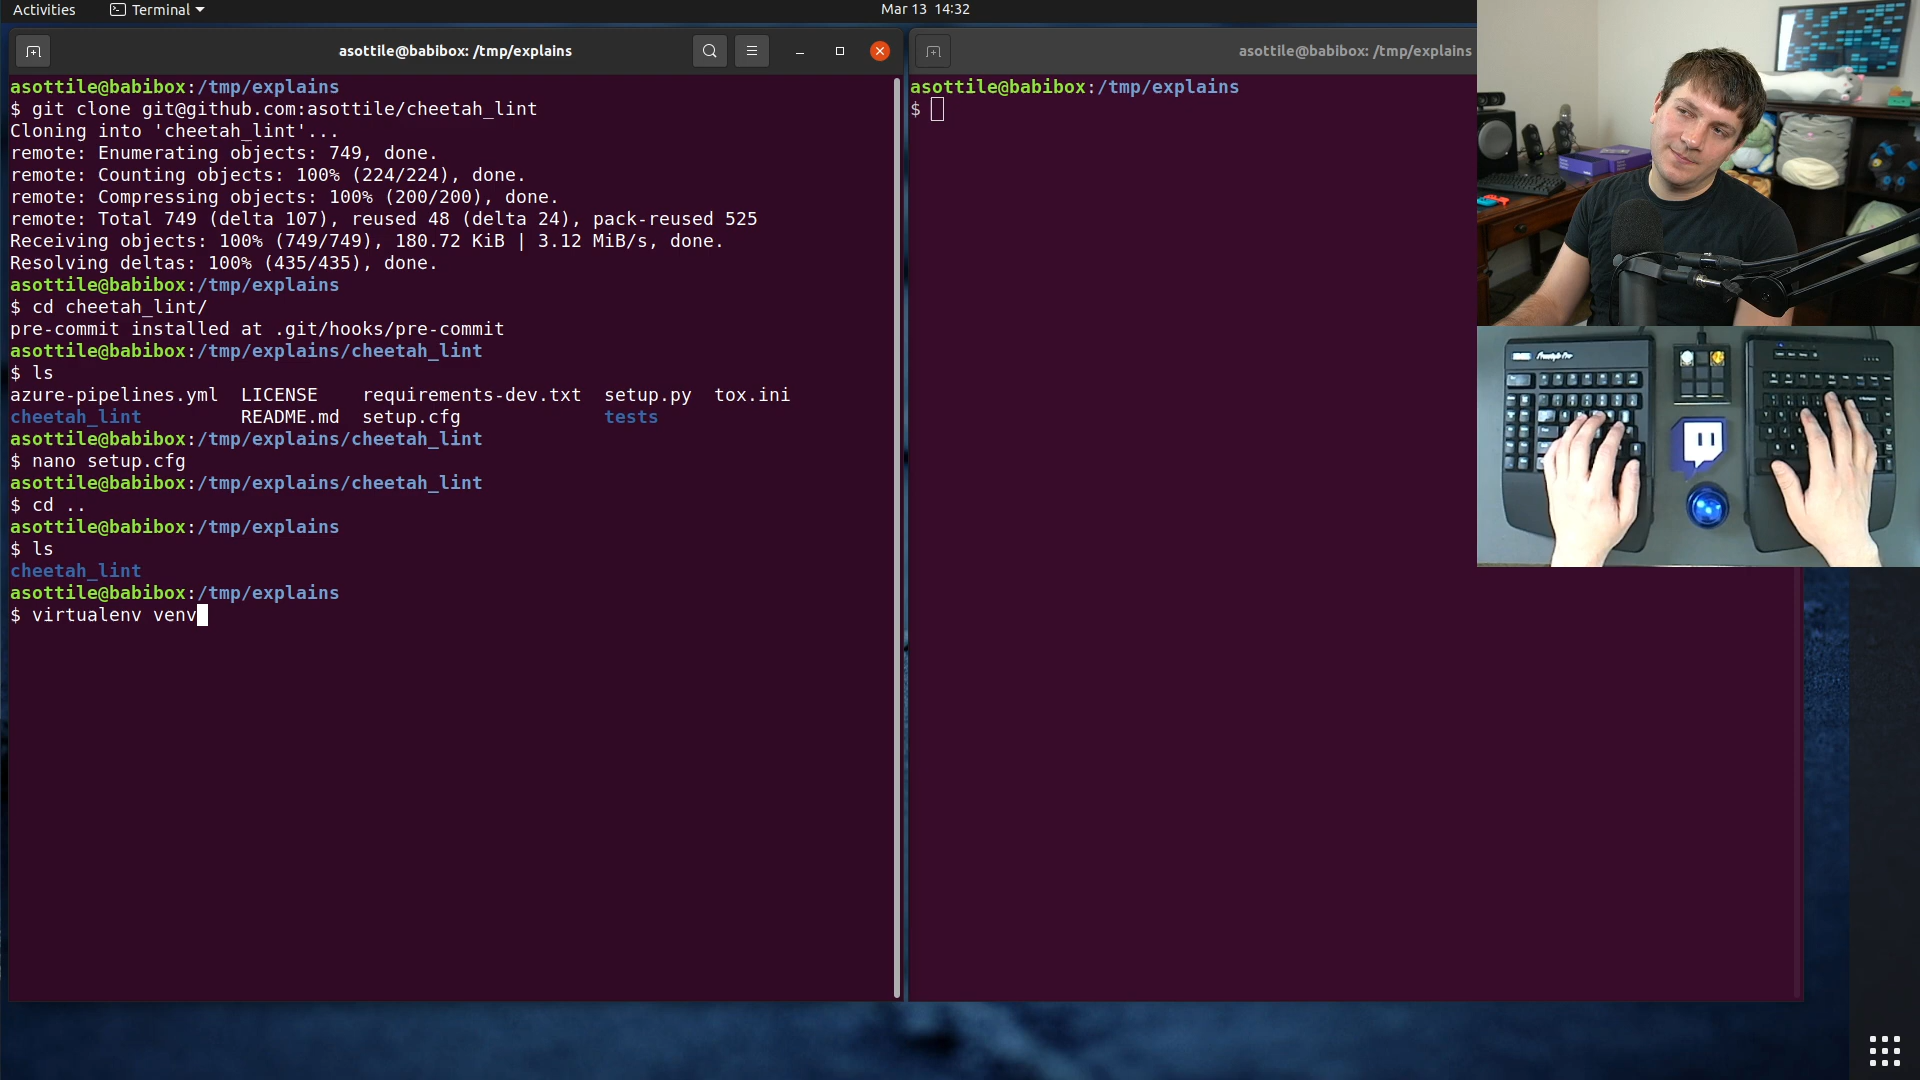 Activities
Terminal
Mar 13 14:32
asottile@babibox: /tmp/explains
asottile@babibox:/tmp/explains
$ git clone git@github.com:asottile/cheetah_lint
Cloning into 'cheetah_lint'...
remote: Enumerating objects: 749, done.
remote: Counting objects: 100% (224/224), done.
remote: Compressing objects: 100% (200/200), done.
remote: Total 749 (delta 107), reused 48 (delta 24), pack-reused 525
Receiving objects: 100% (749/749), 180.72 KiB | 3.12 MiB/s, done.
Resolving deltas: 100% (435/435), done.
asottile@babibox:/tmp/explains
$ cd cheetah_lint/
pre-commit installed at .git/hooks/pre-commit
asottile@babibox:/tmp/explains/cheetah_lint
$ ls
azure-pipelines.yml LICENSE requirements-dev.txt setup.py tox.ini
cheetah_lint README.md setup.cfg tests
asottile@babibox:/tmp/explains/cheetah_lint
$ nano setup.cfg
asottile@babibox:/tmp/explains/cheetah_lint
$ cd ..
asottile@babibox:/tmp/explains
$ ls
cheetah_lint
asottile@babibox:/tmp/explains
$ virtualenv venv
asottile@babibox: /tmp/explains
asottile@babibox:/tmp/explains
$
Freestyle Pro